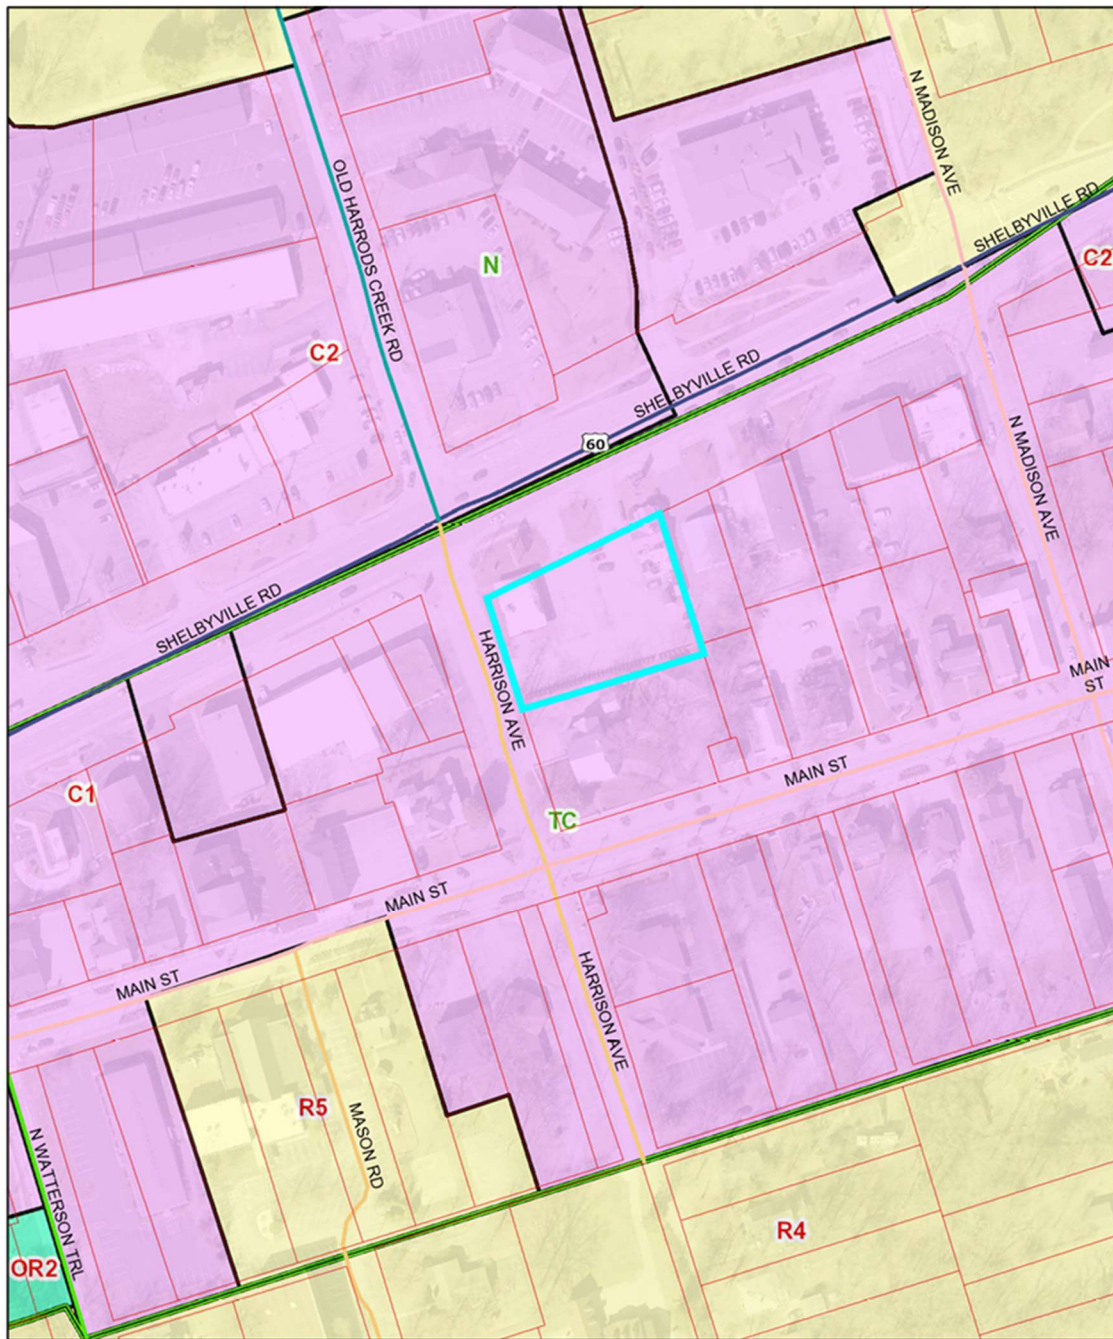 N MADISON AVE
OLD HARRODS CREEK RD
SHELBYVILLE RD
C2
N
C2
SHELBYVILLE RD
60
N MADISON AVE
SHELBYVILLE RD
HARRISON AVE
MAIN
ST
MAIN ST
C1
TC
MAIN ST
MAIN ST
HARRISON AVE
R5
MASON RD
N WATTERSON TRL
R4
OR2